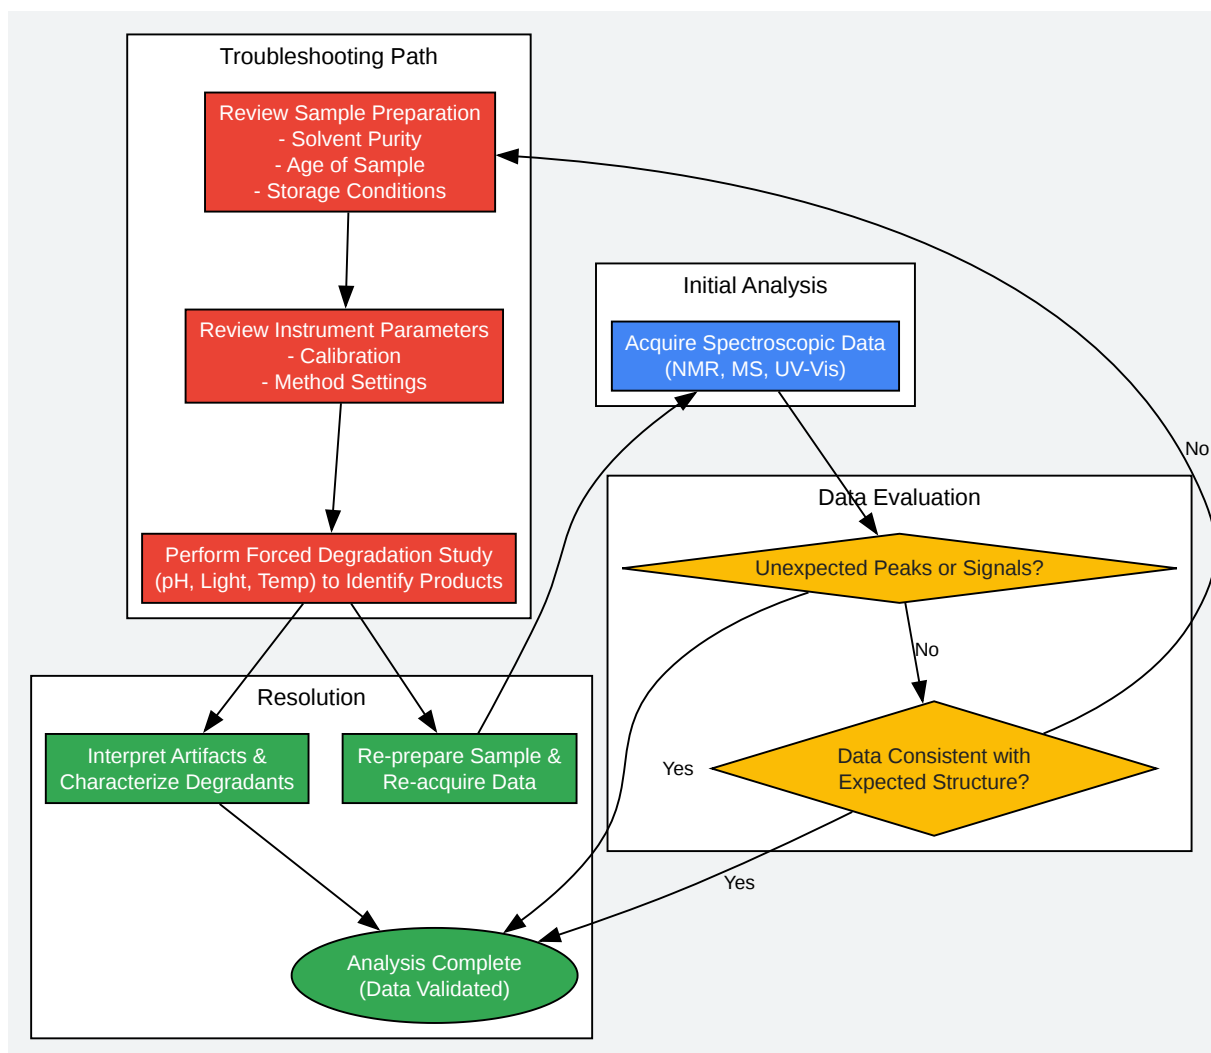 Troubleshooting Path
Review Sample Preparation
- Solvent Purity
- Age of Sample
- Storage Conditions
Review Instrument Parameters
- Calibration
- Method Settings
Perform Forced Degradation Study
(pH, Light, Temp) to Identify Products
Initial Analysis
Acquire Spectroscopic Data
(NMR, MS, UV-Vis)
No
Data Evaluation
Unexpected Peaks or Signals?
No
Data Consistent with
Expected Structure?
Yes
Yes
Resolution
Interpret Artifacts &
Characterize Degradants
Re-prepare Sample &
Re-acquire Data
Analysis Complete
(Data Validated)